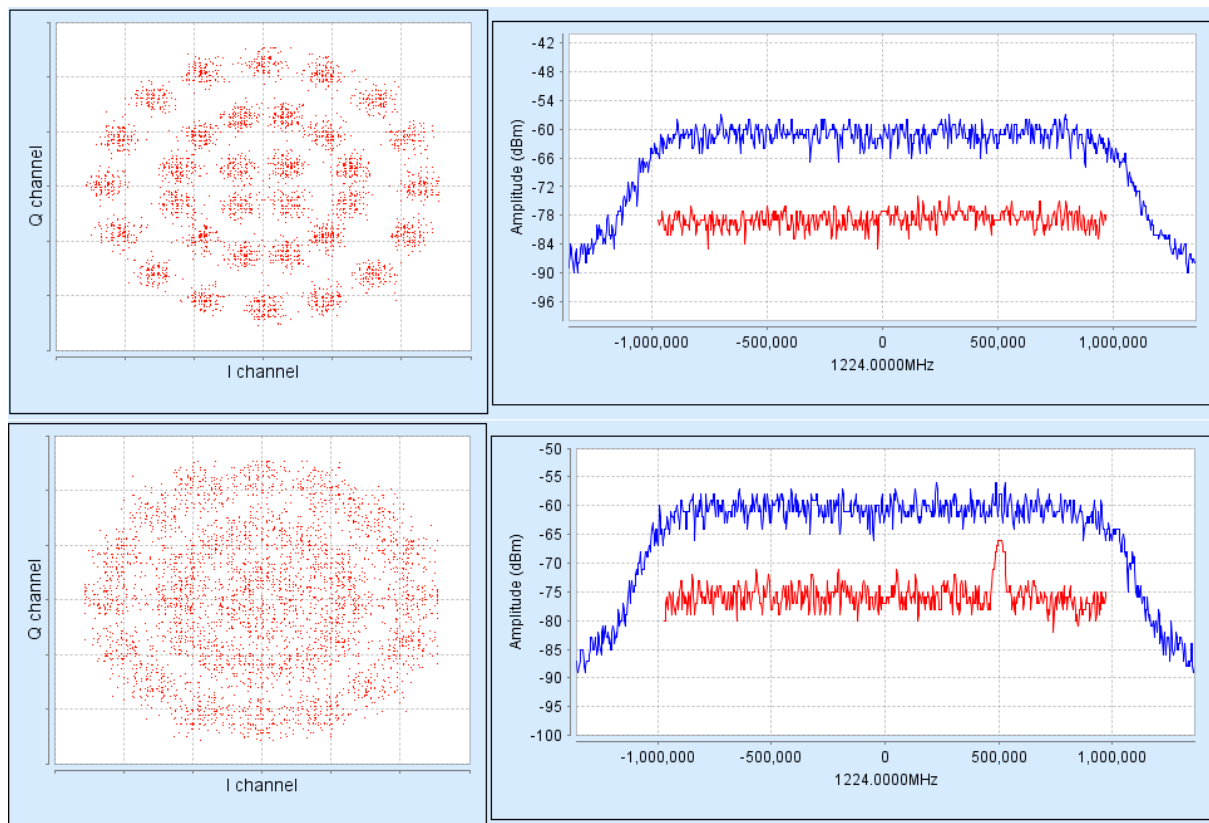 Q channel
I channel
Amplitude (dBm)
-42
-48
-54
-60
-66
-72
-78
-84
-90
-96
-1,000,000 -500,000 0 500,000 1,000,000
1224.0000MHz
Q channel
I channel
Amplitude (dBm)
-50
-55
-60
-65
-70
-75
-80
-85
-90
-95
-100
-1,000,000 -500,000 0 500,000 1,000,000
1224.0000MHz